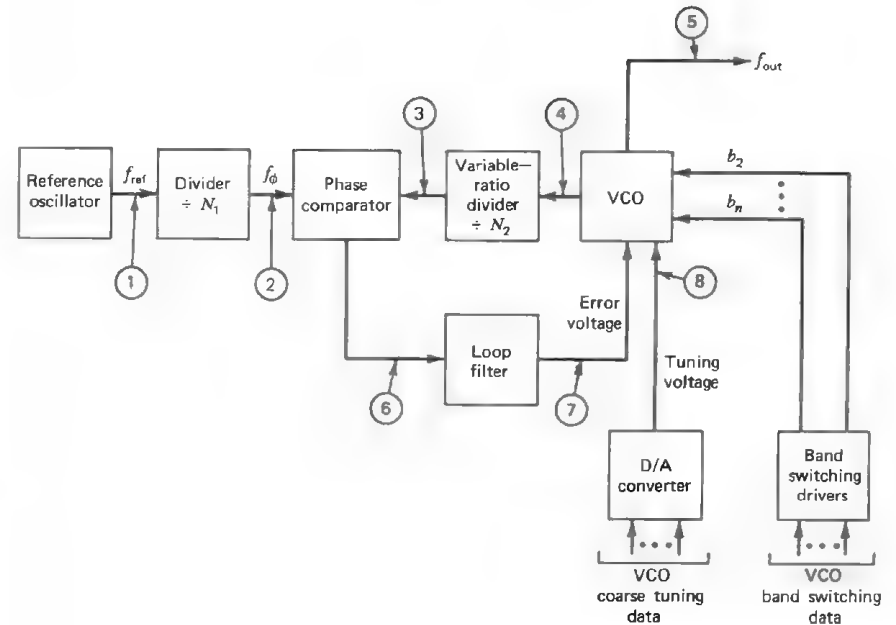 5
f_out
3
4
Reference
oscillator
f_ref
Divider
÷ N_1
f_ϕ
Phase
comparator
Variable—
ratio
divider
÷ N_2
VCO
b_2
b_n
1
2
8
Error
voltage
Loop
filter
Tuning
voltage
6
7
D/A
converter
Band
switching
drivers
VCO
coarse tuning
data
VCO
band switching
data